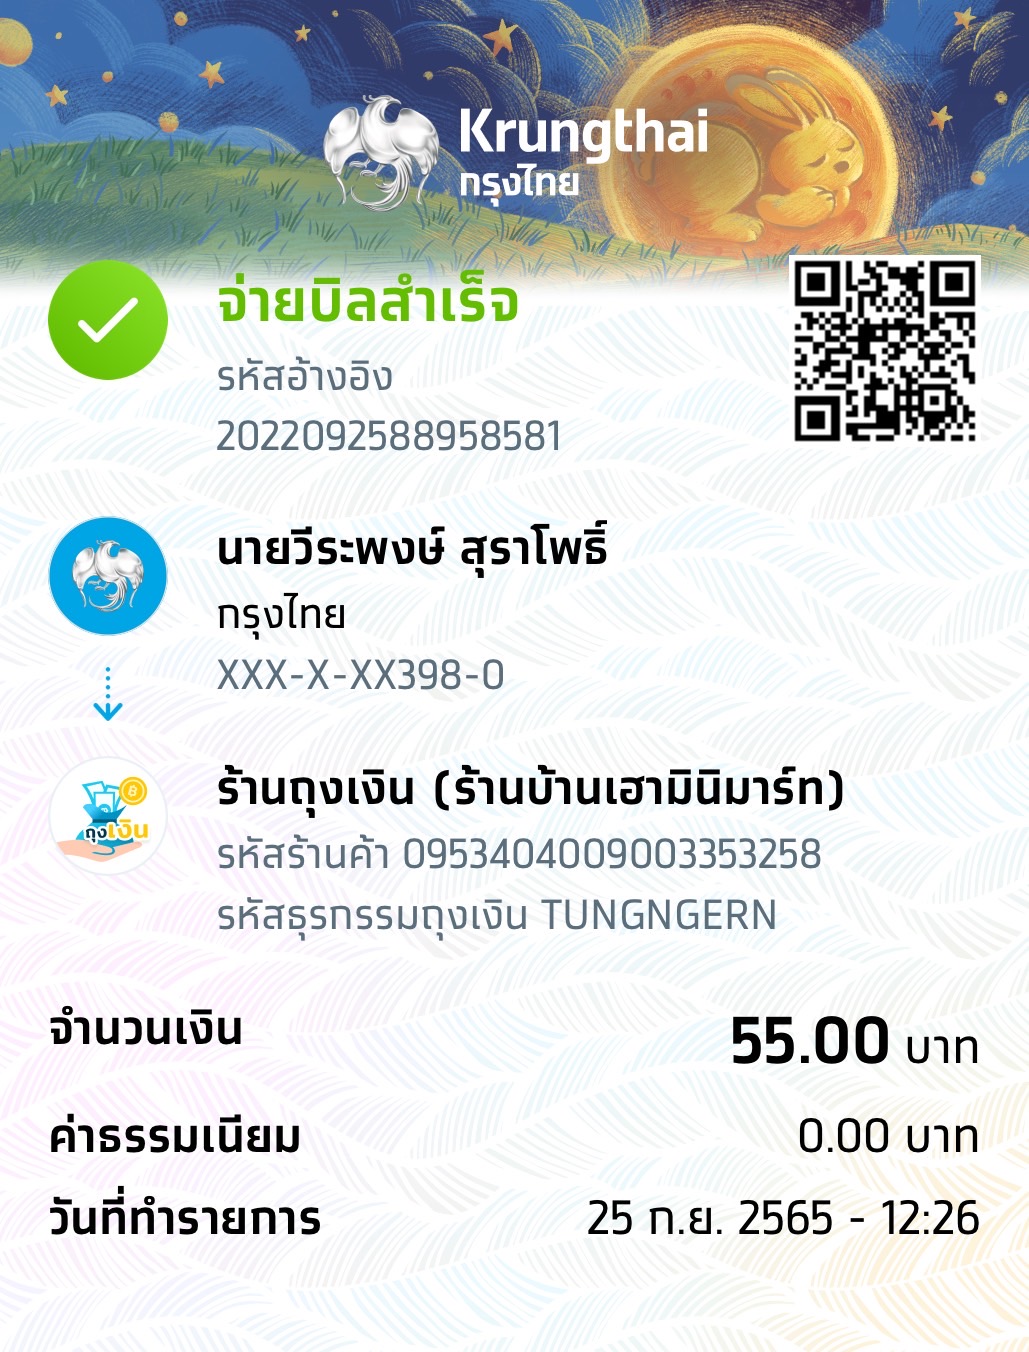 Krungthai
กรุงไทย
จ่ายบิลสำเร็จ
รหัสอ้างอิง
2022092588958581
นายวีระพงษ์ สุราโพธิ์
กรุงไทย
XXX-X-XX398-0
ถุงเงิน
ร้านถุงเงิน (ร้านบ้านเฮามินิมาร์ท)
รหัสร้านค้า 0953404009003353258
รหัสธุรกรรมถุงเงิน TUNGNGERN
จำนวนเงิน 55.00 บาท
ค่าธรรมเนียม 0.00 บาท
วันที่ทำรายการ 25 ก.ย. 2565 - 12:26